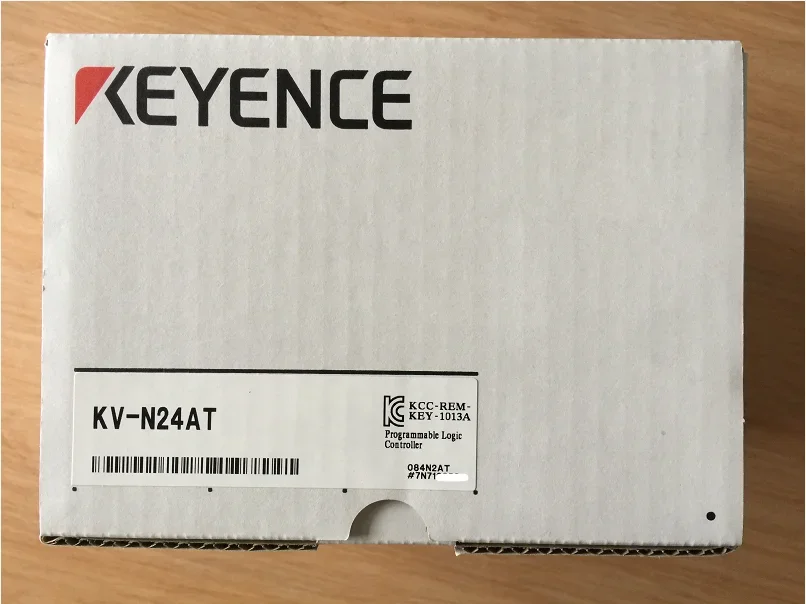 KEYENCE
KV-N24AT
KCC-REM-
KEY-1013A
Programmable Logic
Controller
084N2AT